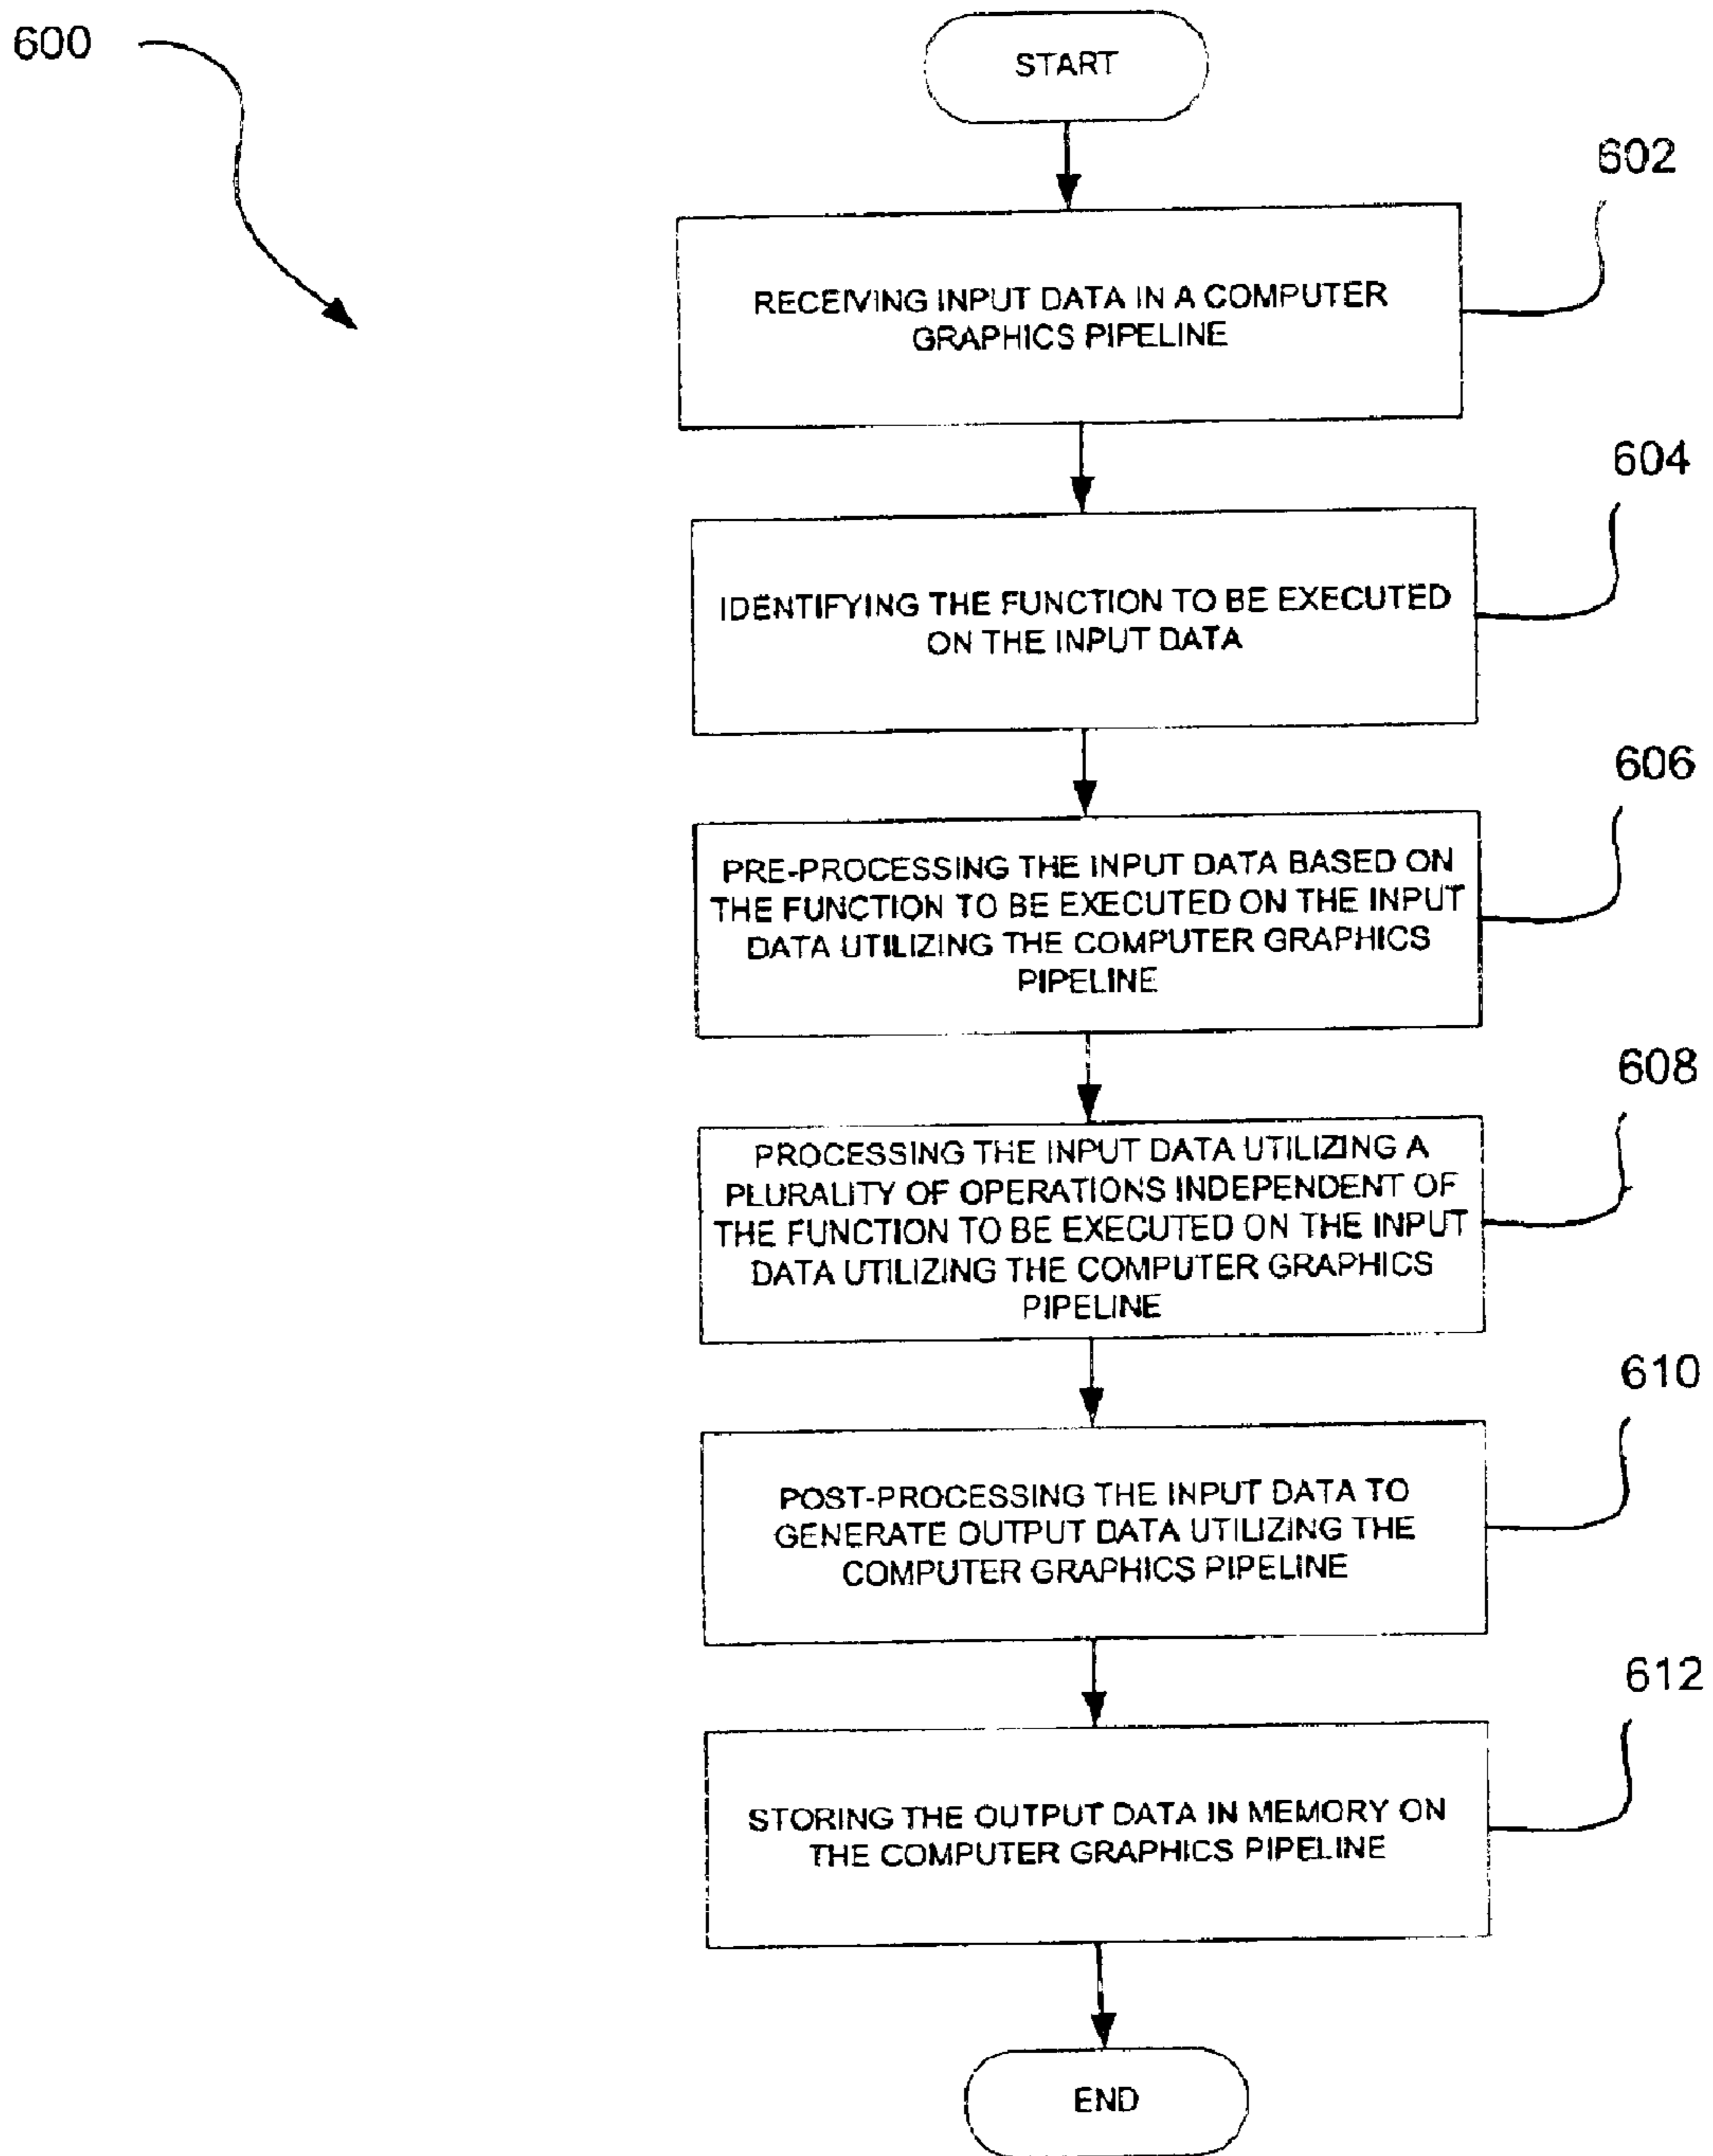 600
START
602
RECEIVING INPUT DATA IN A COMPUTER
GRAPHICS PIPELINE
604
IDENTIFYING THE FUNCTION TO BE EXECUTED
ON THE INPUT DATA
606
PRE-PROCESSING THE INPUT DATA BASED ON
THE FUNCTION TO BE EXECUTED ON THE INPUT
DATA UTILIZING THE COMPUTER GRAPHICS
PIPELINE
608
PROCESSING THE INPUT DATA UTILIZING A
PLURALITY OF OPERATIONS INDEPENDENT OF
THE FUNCTION TO BE EXECUTED ON THE INPUT
DATA UTILIZING THE COMPUTER GRAPHICS
PIPELINE
610
POST-PROCESSING THE INPUT DATA TO
GENERATE OUTPUT DATA UTILIZING THE
COMPUTER GRAPHICS PIPELINE
612
STORING THE OUTPUT DATA IN MEMORY ON
THE COMPUTER GRAPHICS PIPELINE
END